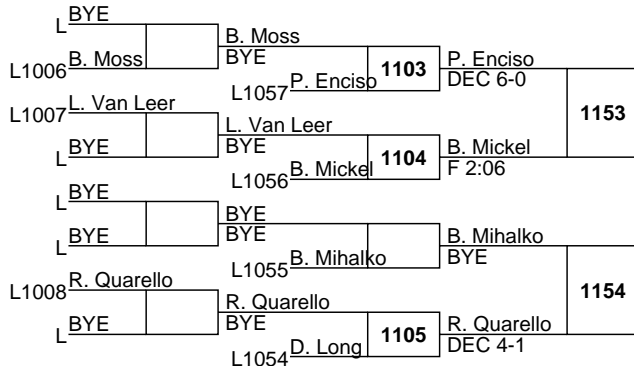 L BYE
B. Moss
BYE
L1006 B. Moss
1103
P. Enciso
DEC 6-0
L1057 P. Enciso
L1007 L. Van Leer
1153
L. Van Leer
BYE
L BYE
1104
B. Mickel
F 2:06
L1056 B. Mickel
L BYE
BYE
BYE
L BYE
B. Mihalko
BYE
L1055 B. Mihalko
L1008 R. Quarello
1154
R. Quarello
BYE
L BYE
1105
R. Quarello
DEC 4-1
L1054 D. Long